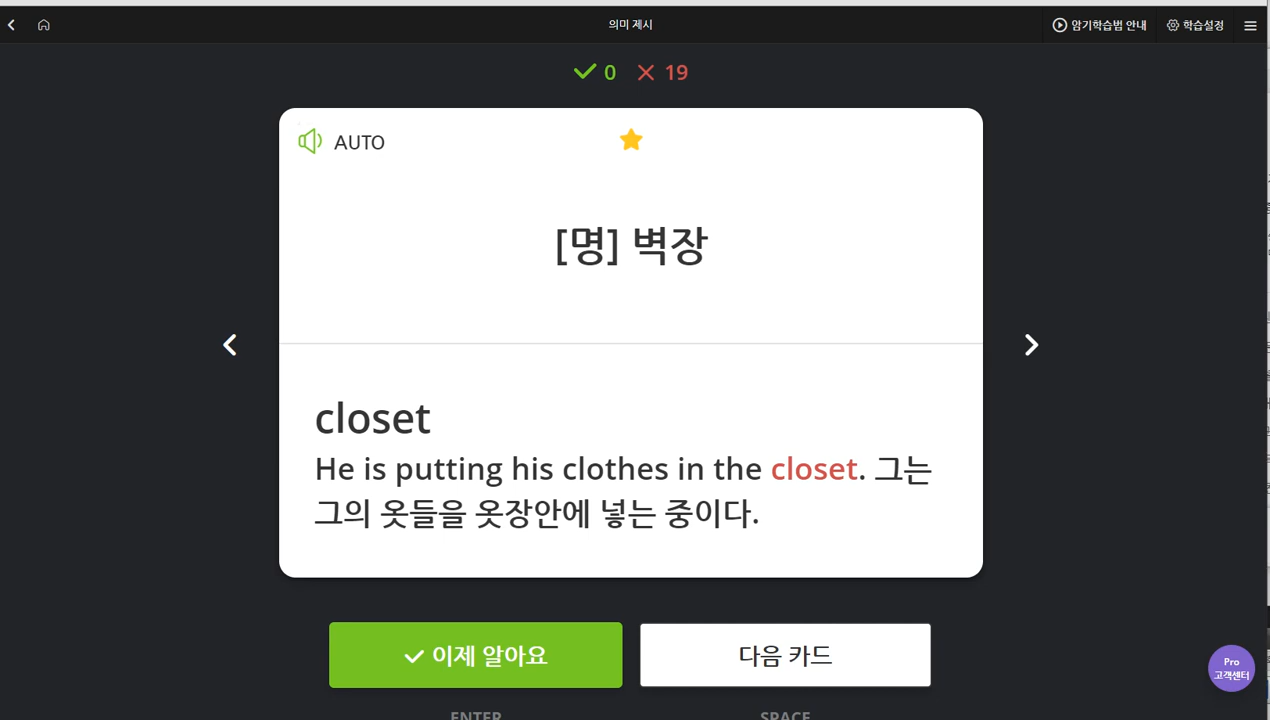 의미 제시
암기학습법 안내
학습설정
0
19
AUTO
[명] 벽장
closet
He is putting his clothes in the closet. 그는
그의 옷들을 옷장안에 넣는 중이다.
이제 알아요
다음 카드
ENTER
SPACE
Pro
고객센터